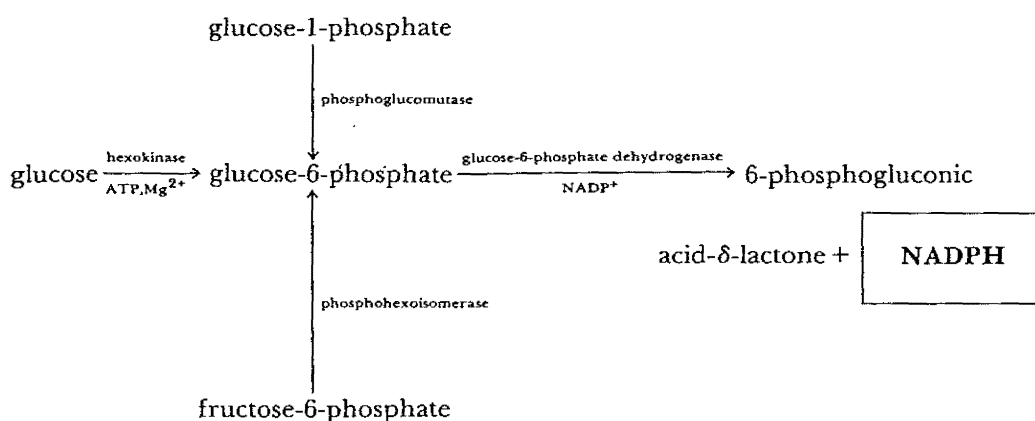 glucose-1-phosphate
phosphoglucomutase
hexokinase
glucose-6-phosphate dehydrogenase
glucose
glucose-6-phosphate
6-phosphogluconic
ATP,Mg²⁺
NADP⁺
acid-δ-lactone + NADPH
phosphohexoisomerase
fructose-6-phosphate